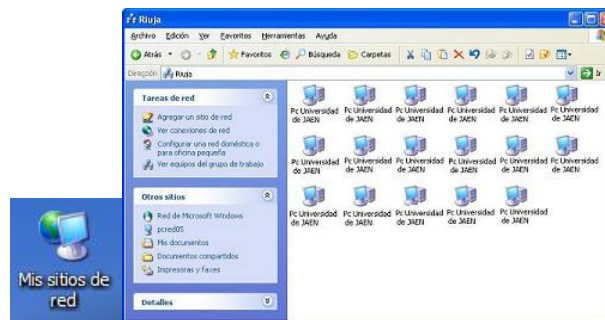 Mis sitios de
red
Riuja
Archivo Edición Ver Favoritos Herramientas Ayuda
Atrás Favoritos Búsqueda Carpetas
Dirección Riuja Ir
Tareas de red
Agregar un sitio de red
Ver conexiones de red
Configurar una red doméstica o
para oficina pequeña
Ver equipos del grupo de trabajo
Otros sitios
Red de Microsoft Windows
pcred05
Mis documentos
Documentos compartidos
Impresoras y faxes
Detalles
Pc Universidad Pc Universidad Pc Universidad Pc Universidad Pc Universidad Pc Universidad
de JAEN de JAEN de JAEN de JAEN de JAEN de JAEN
Pc Universidad Pc Universidad Pc Universidad Pc Universidad Pc Universidad Pc Universidad
de JAEN de JAEN de JAEN de JAEN de JAEN de JAEN
Pc Universidad Pc Universidad Pc Universidad Pc Universidad Pc Universidad
de JAEN de JAEN de JAEN de JAEN de JAEN